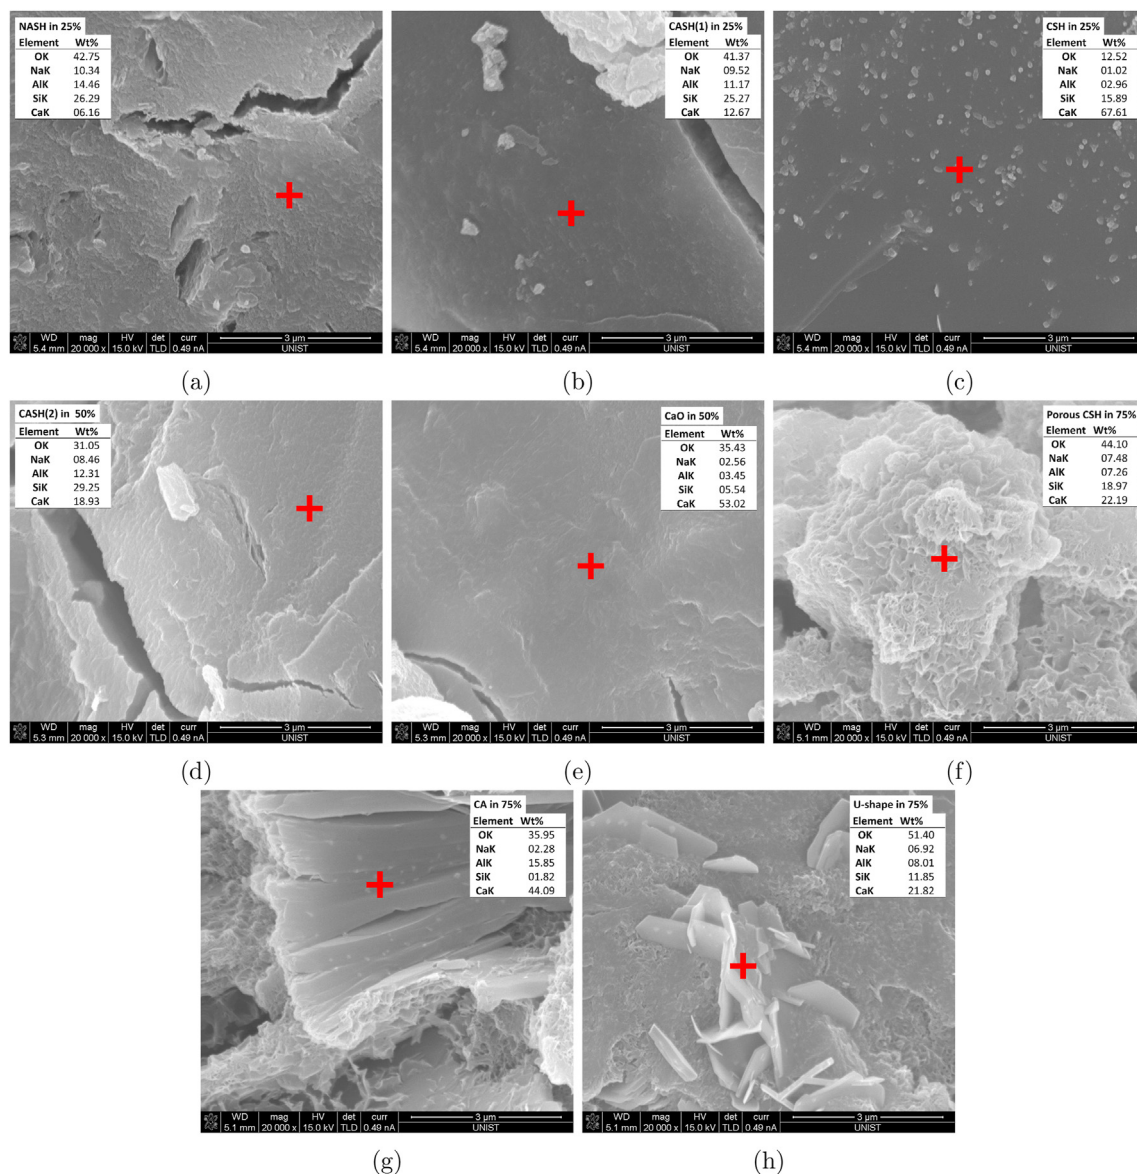 NASH in 25%
Element Wt%
OK 42.75
NaK 10.34
AlK 14.46
SiK 26.29
CaK 06.16
WD mag HV det curr 3 μm
5.4 mm 20 000 x 15.0 kV TLD 0.49 nA UNIST
(a)
CASH(1) in 25%
Element Wt%
OK 41.37
NaK 09.52
AlK 11.17
SiK 25.27
CaK 12.67
WD mag HV det curr 3 μm
5.4 mm 20 000 x 15.0 kV TLD 0.49 nA UNIST
(b)
CSH in 25%
Element Wt%
OK 12.52
NaK 01.02
AlK 02.96
SiK 15.89
CaK 67.61
WD mag HV det curr 3 μm
5.4 mm 20 000 x 15.0 kV TLD 0.49 nA UNIST
(c)
CASH(2) in 50%
Element Wt%
OK 31.05
NaK 08.46
AlK 12.31
SiK 29.25
CaK 18.93
WD mag HV det curr 3 μm
5.3 mm 20 000 x 15.0 kV TLD 0.49 nA UNIST
(d)
CaO in 50%
Element Wt%
OK 35.43
NaK 02.56
AlK 03.45
SiK 05.54
CaK 53.02
WD mag HV det curr 3 μm
5.3 mm 20 000 x 15.0 kV TLD 0.49 nA UNIST
(e)
Porous CSH in 75%
Element Wt%
OK 44.10
NaK 07.48
AlK 07.26
SiK 18.97
CaK 22.19
WD mag HV det curr 3 μm
5.1 mm 20 000 x 15.0 kV TLD 0.49 nA UNIST
(f)
CA in 75%
Element Wt%
OK 35.95
NaK 02.28
AlK 15.85
SiK 01.82
CaK 44.09
WD mag HV det curr 3 μm
5.1 mm 20 000 x 15.0 kV TLD 0.49 nA UNIST
(g)
U-shape in 75%
Element Wt%
OK 51.40
NaK 06.92
AlK 08.01
SiK 11.85
CaK 21.82
WD mag HV det curr 3 μm
5.1 mm 20 000 x 15.0 kV TLD 0.49 nA UNIST
(h)